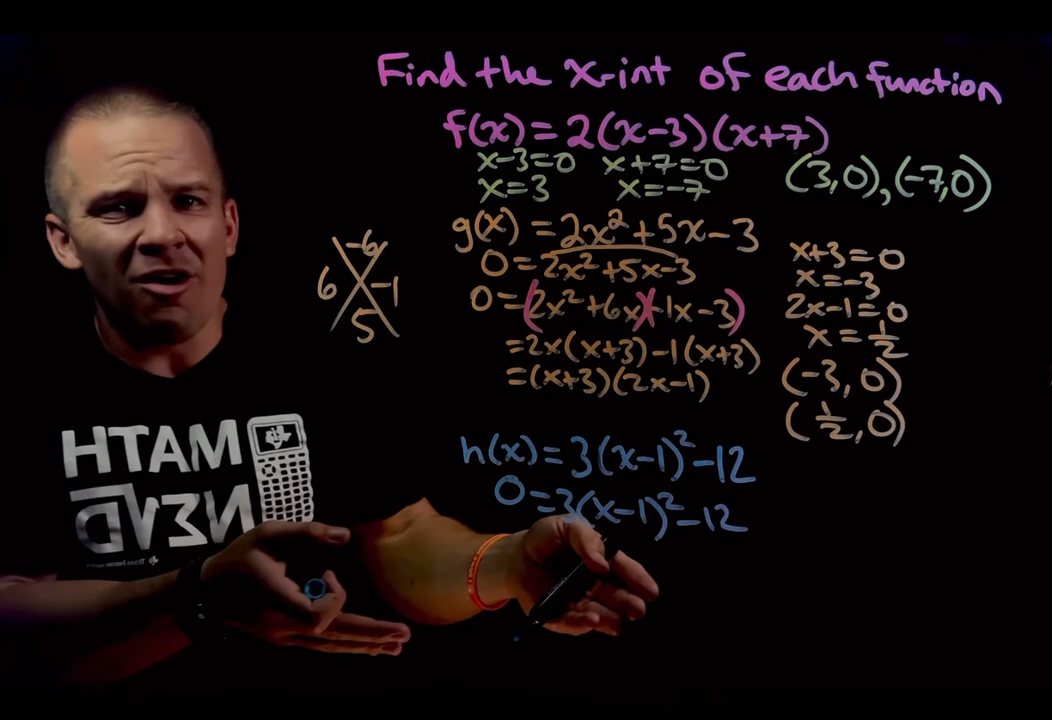 Find the x-int of each function
f(x) = 2(x-3)(x+7)
x-3=0 x+7=0
x=3 x=-7
(3,0),(-7,0)
g(x) = 2x²+5x-3
0=2x²+5x-3
0=(2x²+6x)(-1x-3)
=2x(x+3)-1(x+3)
=(x+3)(2x-1)
-6
6 -1
5
x+3=0
x=-3
2x-1=0
x=1/2
(-3,0)
(1/2,0)
h(x)=3(x-1)²-12
0=3(x-1)²-12
MATH
NERD